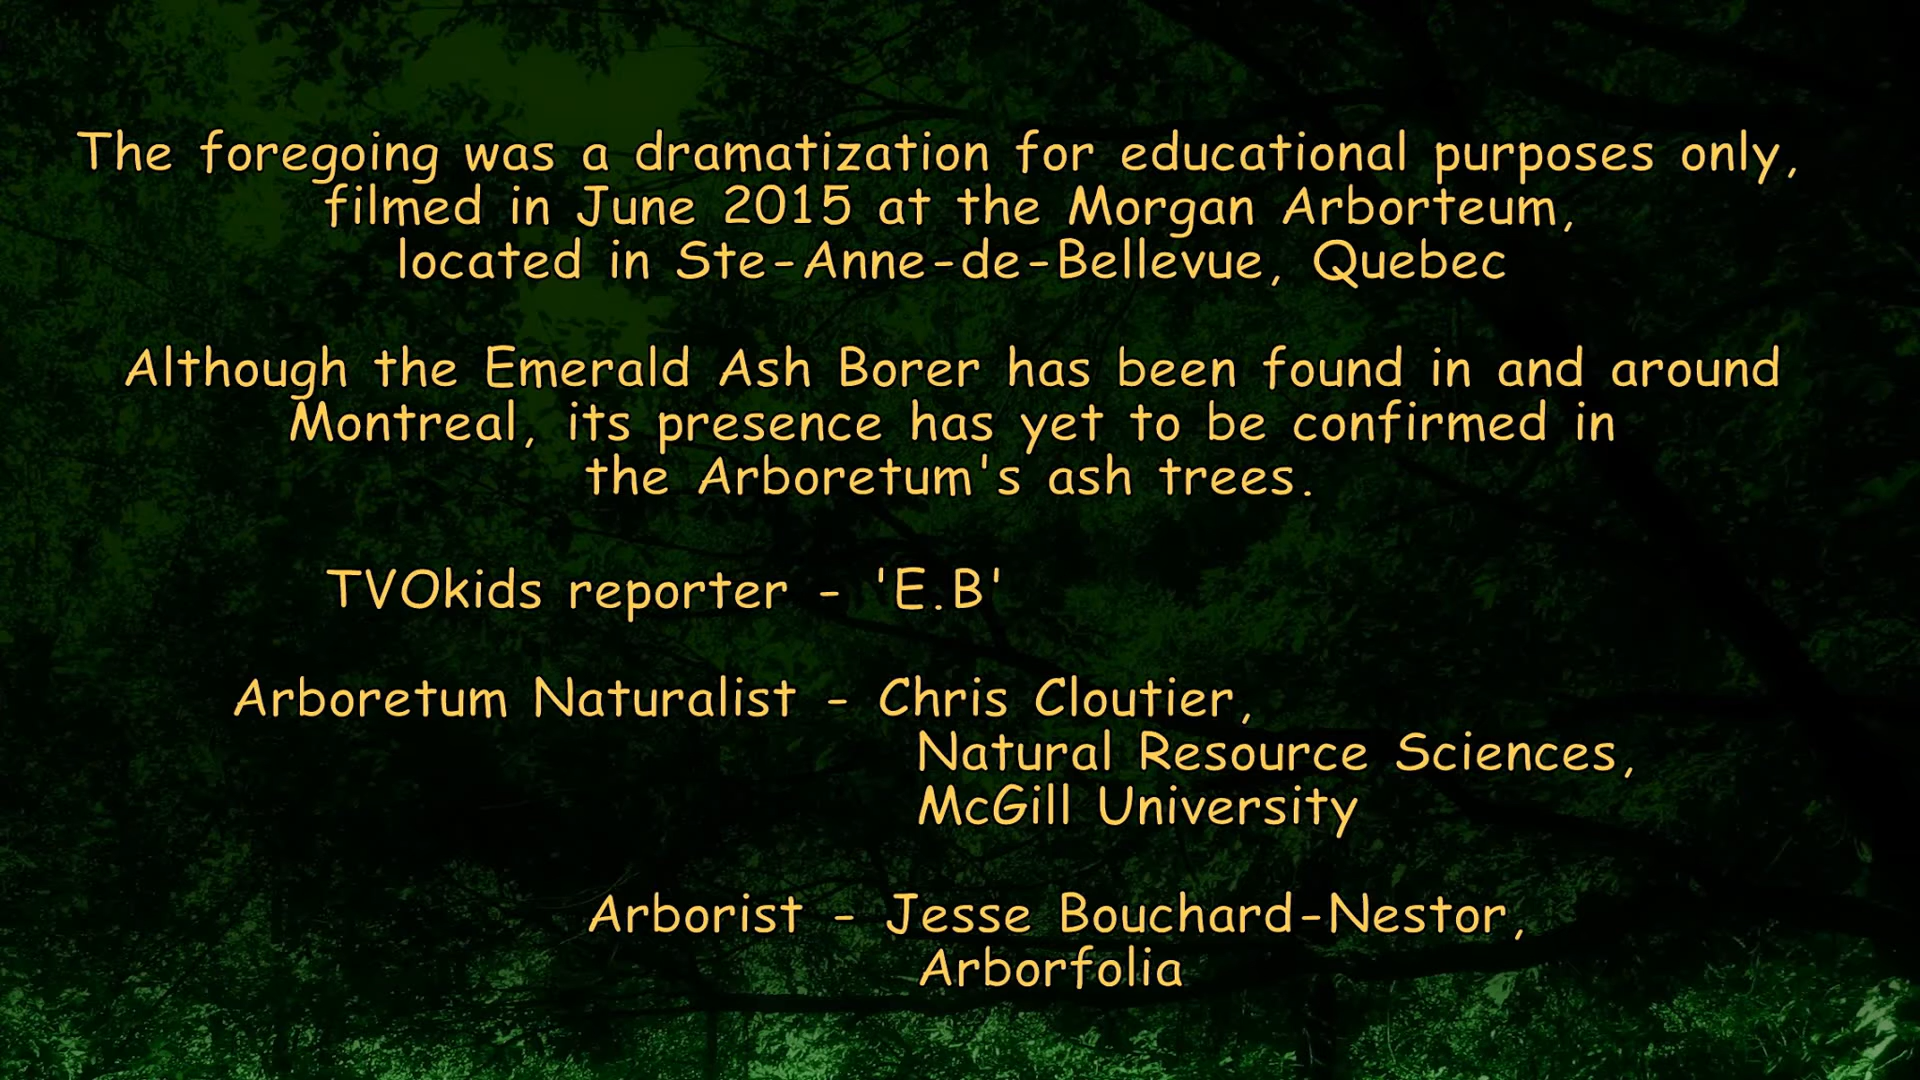 The foregoing was a dramatization for educational purposes only,
filmed in June 2015 at the Morgan Arborteum,
located in Ste-Anne-de-Bellevue, Quebec
Although the Emerald Ash Borer has been found in and around
Montreal, its presence has yet to be confirmed in
the Arboretum's ash trees.
TVOkids reporter - 'E.B'
Arboretum Naturalist - Chris Cloutier,
Natural Resource Sciences,
McGill University
Arborist - Jesse Bouchard-Nestor,
Arborfolia